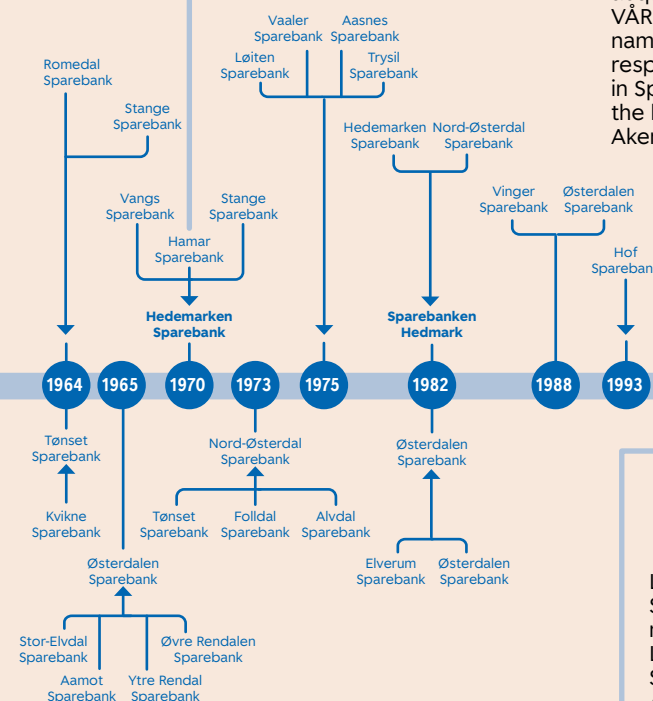 Vaaler
Sparebank
Aasnes
Sparebank
Løiten
Sparebank
Trysil
Sparebank
Romedal
Sparebank
Stange
Sparebank
Hedemarken
Sparebank
Nord-Østerdal
Sparebank
Vangs
Sparebank
Stange
Sparebank
Hamar
Sparebank
Vinger
Sparebank
Østerdalen
Sparebank
Hof
Hedemarken
Sparebank
Sparebanken
Hedmark
1964
1965
1970
1973
1975
1982
1988
1993
Tønset
Sparebank
Nord-Østerdal
Sparebank
Østerdalen
Sparebank
Kvikne
Sparebank
Tønset
Sparebank
Folldal
Sparebank
Alvdal
Sparebank
Østerdalen
Sparebank
Elverum
Sparebank
Østerdalen
Sparebank
Stor-Elvdal
Sparebank
Øvre Rendalen
Sparebank
Aamot
Sparebank
Ytre Rendal
Sparebank
VÅR
nam
resp
in Sp
the
Aker